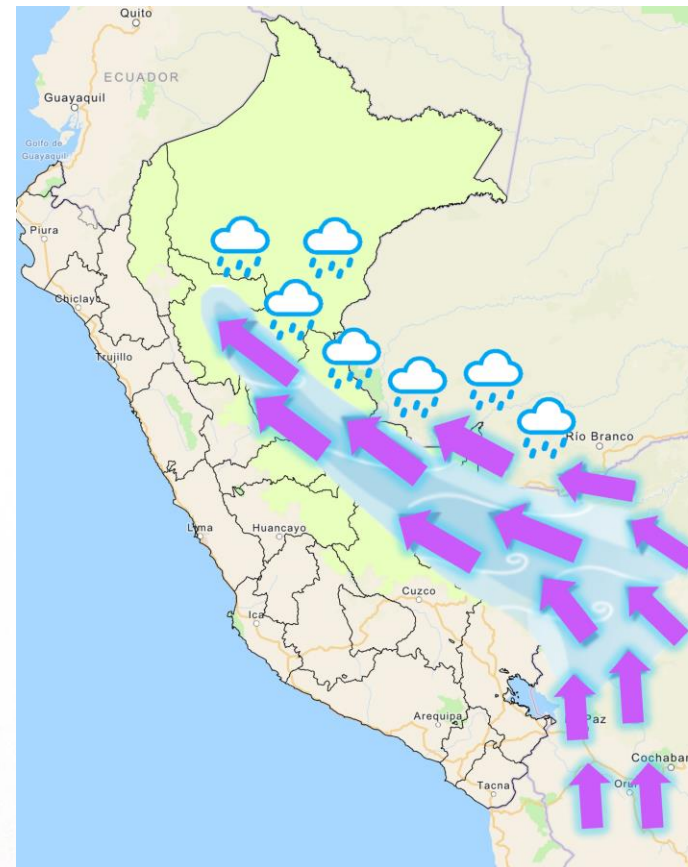 Quito
ECUADOR
Guayaquil
Golfo de
Guayaquil
Piura
Chiclayo
Trujillo
Río Branco
Lima
Huancayo
Cuzco
Ica
Arequipa
Paz
Cochabar
Oru
Tacna